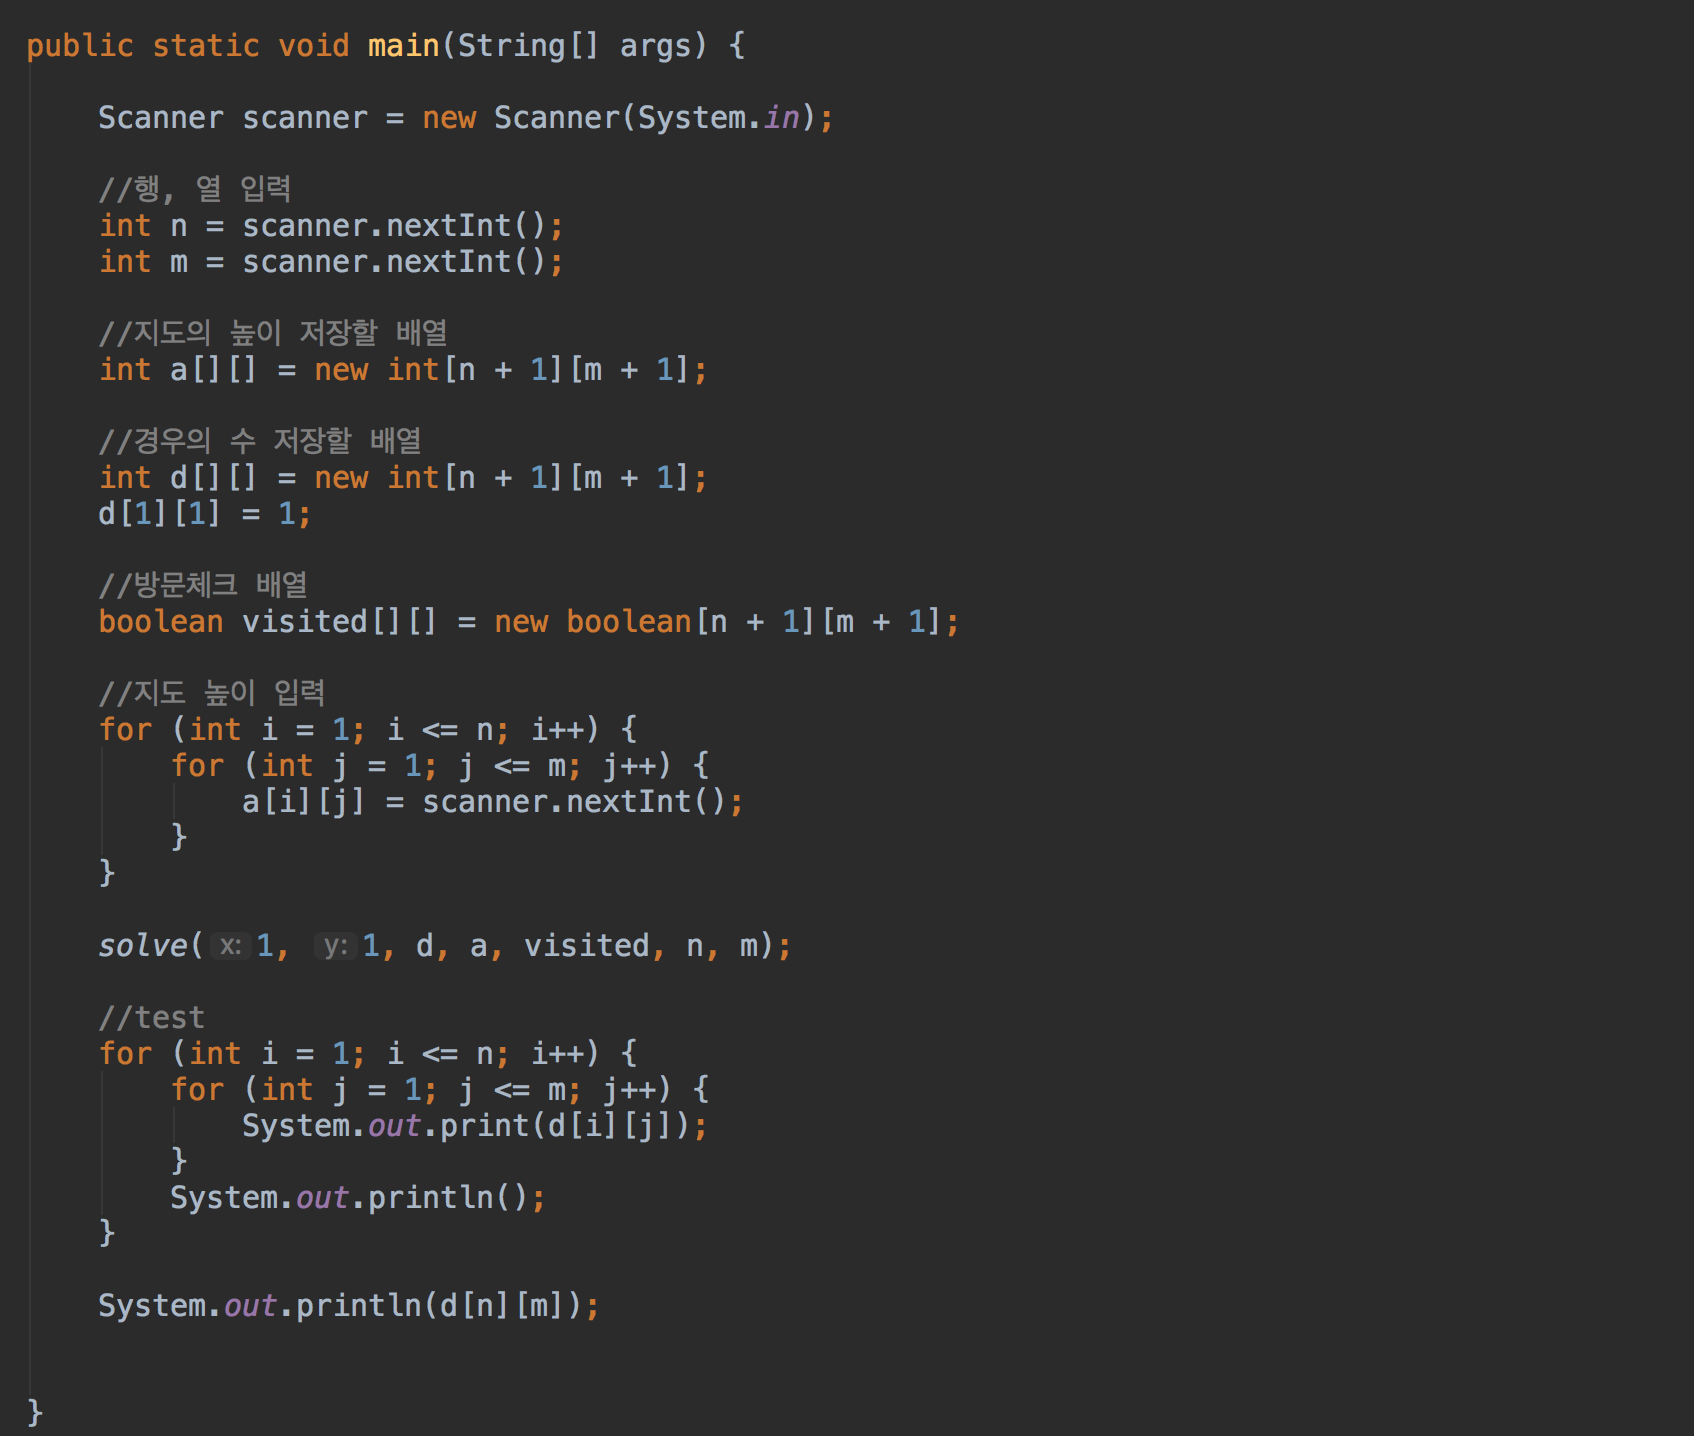 public static void main(String[] args) {
Scanner scanner = new Scanner(System.in);
//행, 열 입력
int n = scanner.nextInt();
int m = scanner.nextInt();
//지도의 높이 저장할 배열
int a[][] = new int[n + 1][m + 1];
//경우의 수 저장할 배열
int d[][] = new int[n + 1][m + 1];
d[1][1] = 1;
//방문체크 배열
boolean visited[][] = new boolean[n + 1][m + 1];
//지도 높이 입력
for (int i = 1; i <= n; i++) {
for (int j = 1; j <= m; j++) {
a[i][j] = scanner.nextInt();
}
}
solve( x: 1, y: 1, d, a, visited, n, m);
//test
for (int i = 1; i <= n; i++) {
for (int j = 1; j <= m; j++) {
System.out.print(d[i][j]);
}
System.out.println();
}
System.out.println(d[n][m]);
}